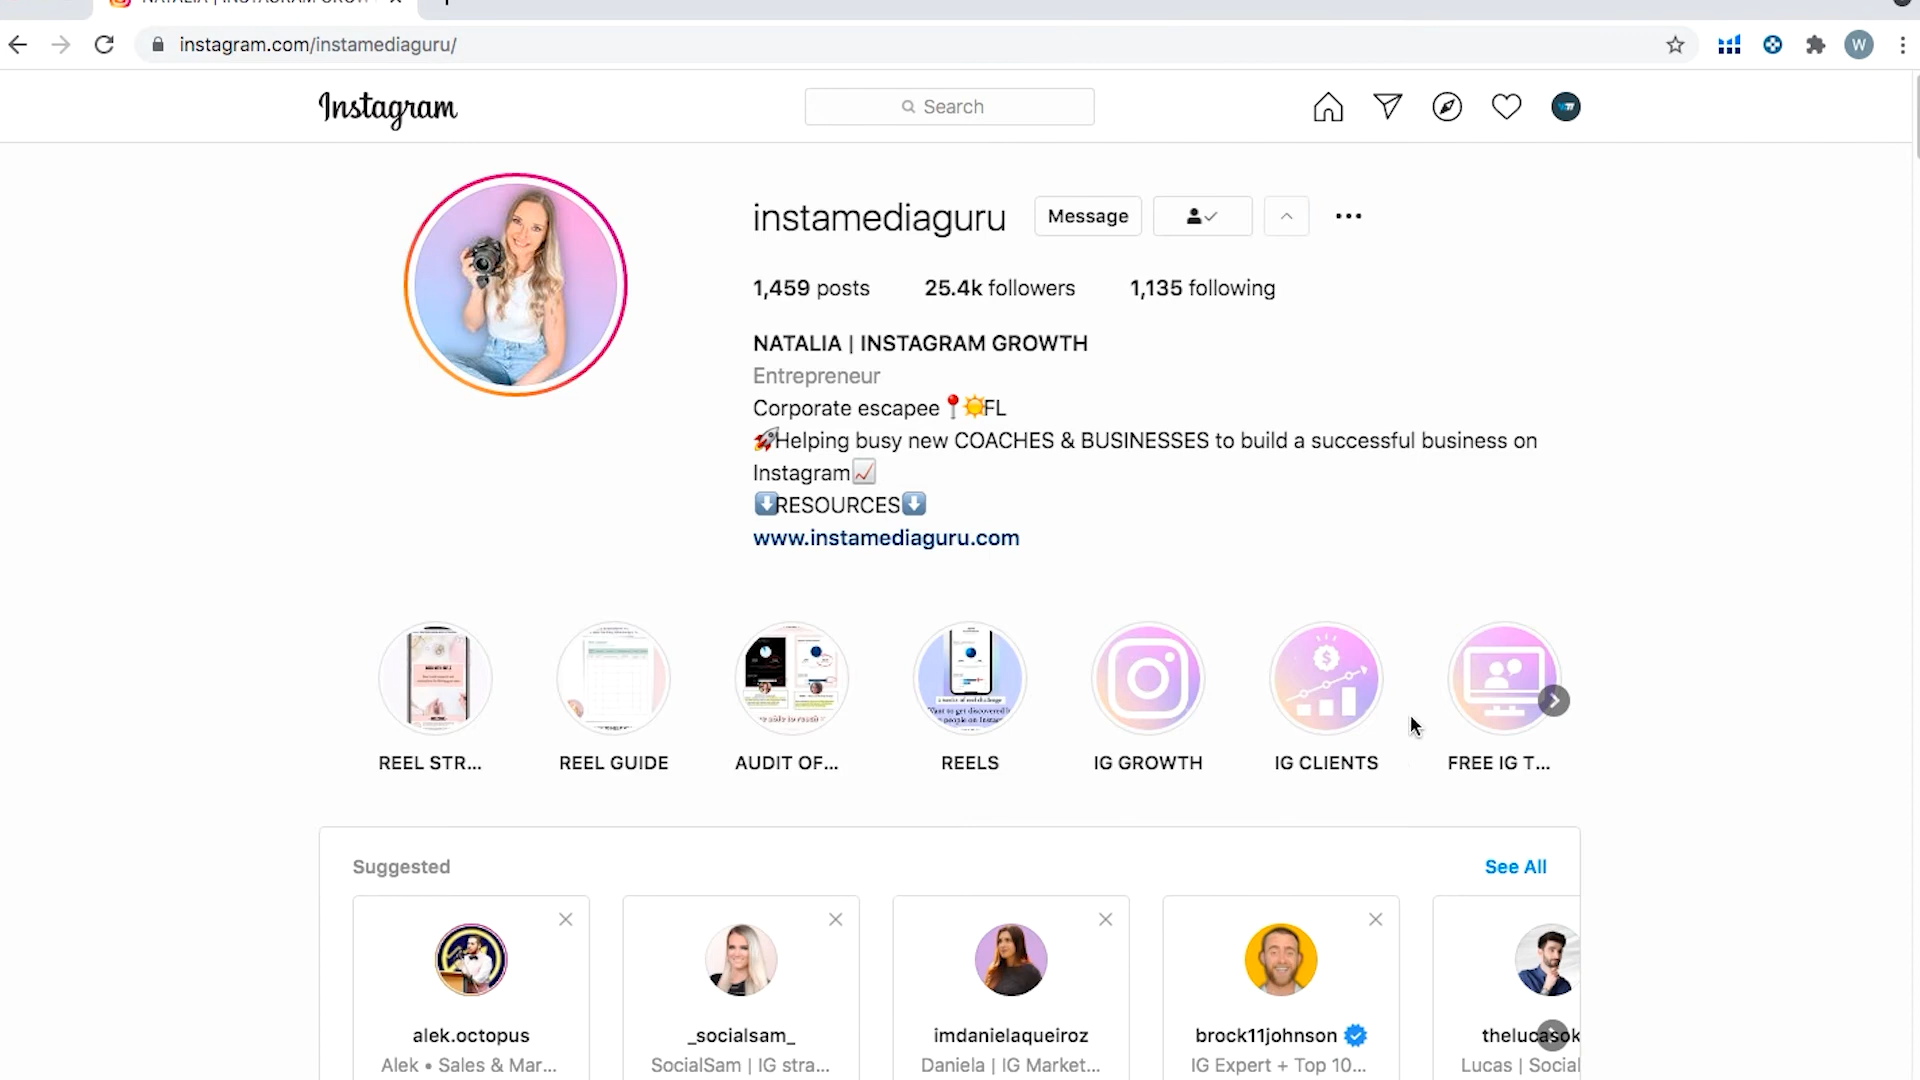 instagram.com/instamediaguru/
W
Instagram
Search
instamediaguru
Message
1,459 posts 25.4k followers 1,135 following
NATALIA | INSTAGRAM GROWTH
Entrepreneur
Corporate escapee📍☀️FL
🚀Helping busy new COACHES & BUSINESSES to build a successful business on
Instagram📈
⬇️RESOURCES⬇️
www.instamediaguru.com
REEL STR... REEL GUIDE AUDIT OF... REELS IG GROWTH IG CLIENTS FREE IG T...
Suggested See All
alek.octopus _socialsam_ imdanielaqueiroz brock11johnson thelucasok
Alek • Sales & Mar... SocialSam | IG stra... Daniela | IG Market... IG Expert + Top 10... Lucas | Social